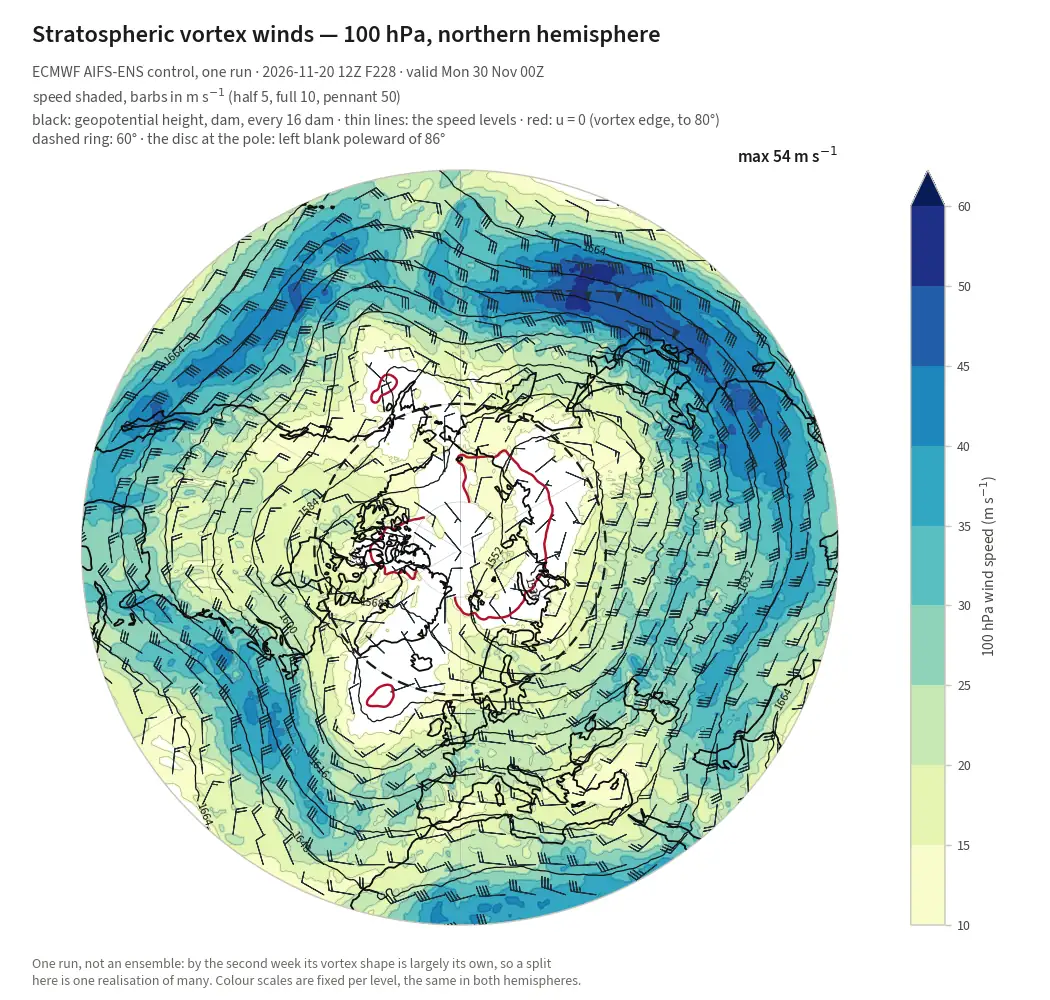 Stratospheric vortex winds — 100 hPa, northern hemisphere
ECMWF AIFS-ENS control, one run · 2026-11-20 12Z F228 · valid Mon 30 Nov 00Z
speed shaded, barbs in m s⁻¹ (half 5, full 10, pennant 50)
black: geopotential height, dam, every 16 dam · thin lines: the speed levels · red: u = 0 (vortex edge, to 80°)
dashed ring: 60° · the disc at the pole: left blank poleward of 86°
max 54 m s⁻¹
60
50
45
40
35
30
25
20
15
10
100 hPa wind speed (m s⁻¹)
1664
1664
1584
1552
1568
1632
1664
1616
1648
1664
One run, not an ensemble: by the second week its vortex shape is largely its own, so a split
here is one realisation of many. Colour scales are fixed per level, the same in both hemispheres.